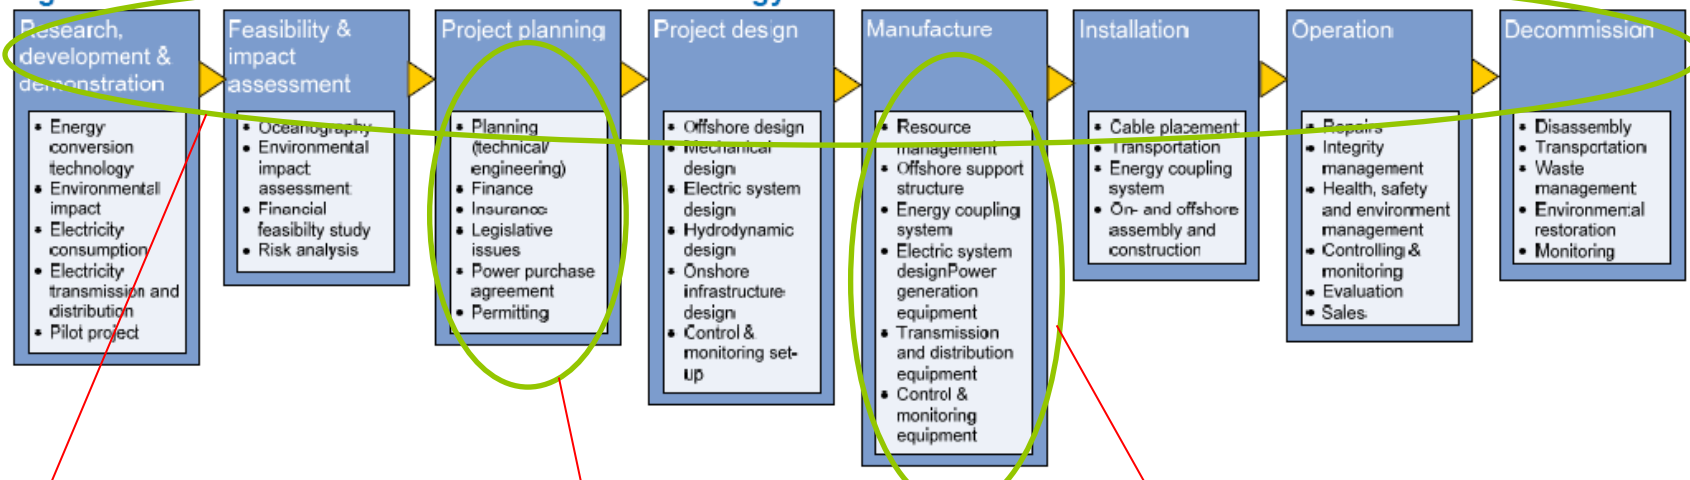 Research,
development &
demonstration
Energy
conversion
technology
Environmental
impact
Electricity
consumption
Electricity
transmission and
distribution
Pilot project
Feasibility &
impact
assessment
Oceanography
Environmental
impact
assessment
Financial
feasibilty study
Risk analysis
Project planning
Planning
(technical/
engineering)
Finance
Insurance
Legislative
issues
Power purchase
agreement
Permitting
Project design
Offshore design
Mechanical
design
Electric system
design
Hydrodynamic
design
Onshore
infrastructure
design
Control &
monitoring set-
up
Manufacture
Resource
management
Offshore support
structure
Energy coupling
system
Electric system
designPower
generation
equipment
Transmission
and distribution
equipment
Control &
monitoring
equipment
Installation
Cable placement
Transportation
Energy coupling
system
On- and offshore
assembly and
construction
Operation
Repairs
Integrity
management
Health, safety
and environment
management
Controlling &
monitoring
Evaluation
Sales
Decommission
Disassembly
Transportation
Waste
management
Environmental
restoration
Monitoring